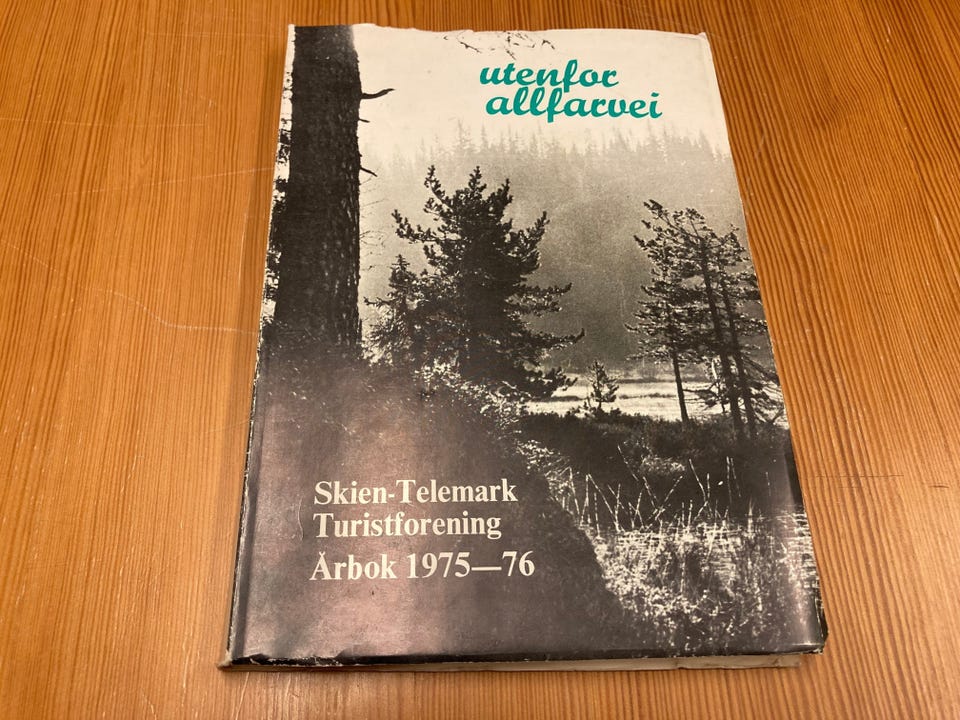 utenfor
allfarvei
Skien-Telemark
Turistforening
Årbok 1975—76